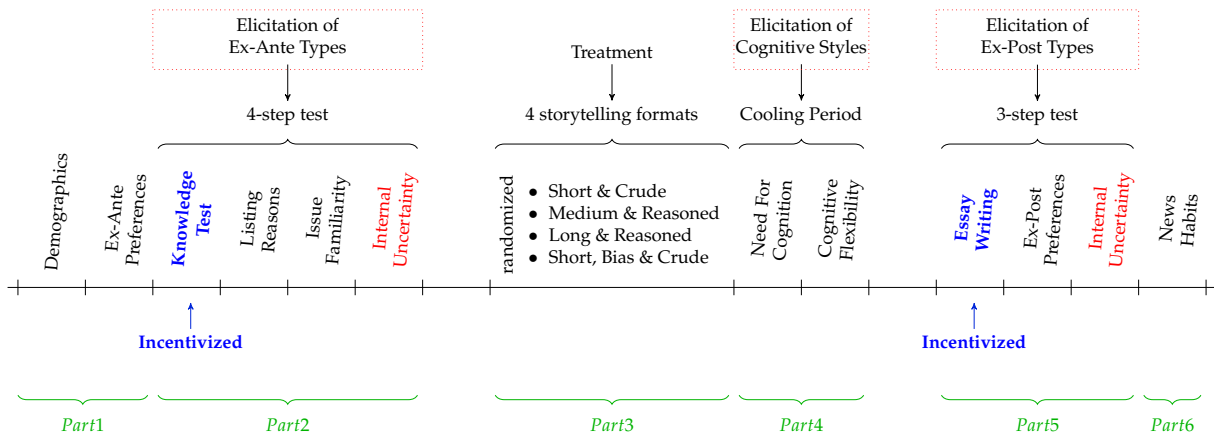 Elicitation of
Ex-Ante Types
Treatment
Elicitation of
Cognitive Styles
Elicitation of
Ex-Post Types
4-step test
4 storytelling formats
Cooling Period
3-step test
Demographics
Ex-Ante
Preferences
Knowledge
Test
Listing
Reasons
Issue
Familiarity
Internal
Uncertainty
randomized
• Short & Crude
• Medium & Reasoned
• Long & Reasoned
• Short, Bias & Crude
Need For
Cognition
Cognitive
Flexibility
Essay
Writing
Ex-Post
Preferences
Internal
Uncertainty
News
Habits
Incentivized
Incentivized
Part1
Part2
Part3
Part4
Part5
Part6